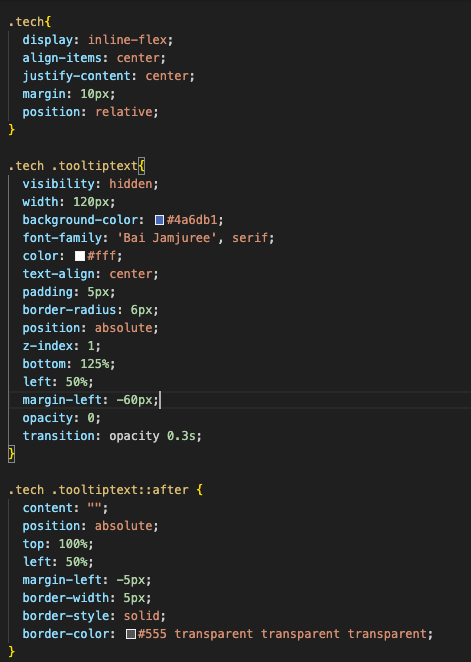 .tech{
display: inline-flex;
align-items: center;
justify-content: center;
margin: 10px;
position: relative;
}
.tech .tooltiptext{
visibility: hidden;
width: 120px;
background-color: #4a6db1;
font-family: 'Bai Jamjuree', serif;
color: #fff;
text-align: center;
padding: 5px;
border-radius: 6px;
position: absolute;
z-index: 1;
bottom: 125%;
left: 50%;
margin-left: -60px;
opacity: 0;
transition: opacity 0.3s;
}
.tech .tooltiptext::after {
content: "";
position: absolute;
top: 100%;
left: 50%;
margin-left: -5px;
border-width: 5px;
border-style: solid;
border-color: #555 transparent transparent transparent;
}